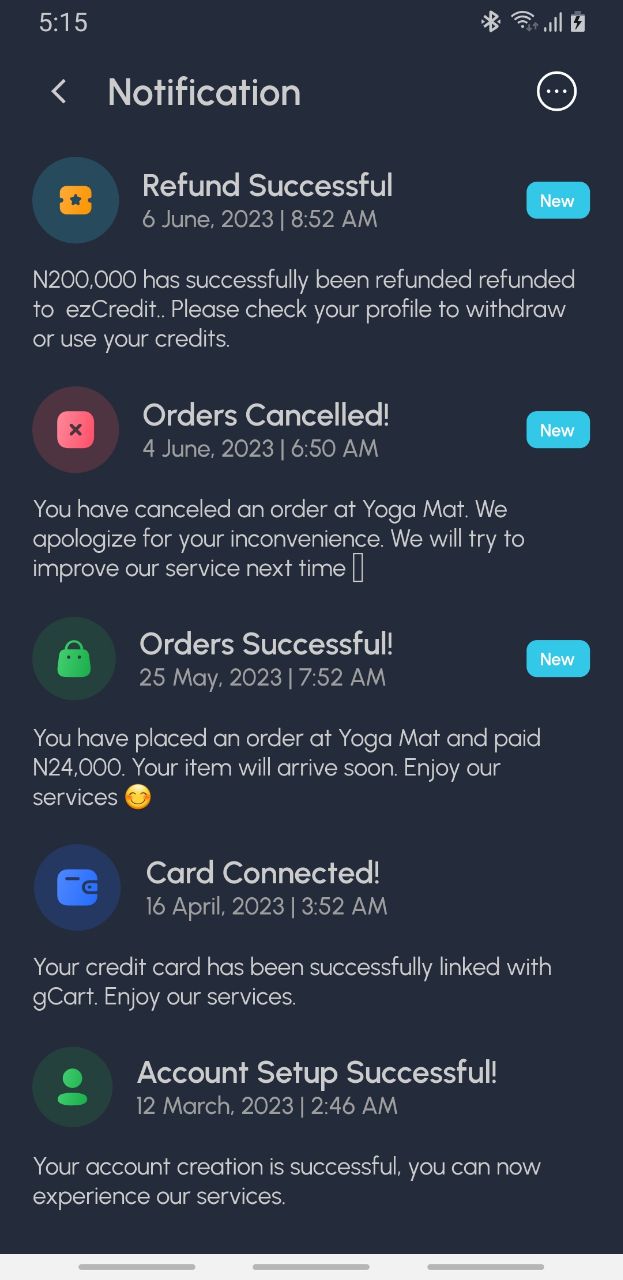 5:15
Notification
Refund Successful
6 June, 2023 | 8:52 AM
New
N200,000 has successfully been refunded refunded
to  ezCredit.. Please check your profile to withdraw
or use your credits.
Orders Cancelled!
4 June, 2023 | 6:50 AM
New
You have canceled an order at Yoga Mat. We
apologize for your inconvenience. We will try to
improve our service next time
Orders Successful!
25 May, 2023 | 7:52 AM
New
You have placed an order at Yoga Mat and paid
N24,000. Your item will arrive soon. Enjoy our
services 😊
Card Connected!
16 April, 2023 | 3:52 AM
Your credit card has been successfully linked with
gCart. Enjoy our services.
Account Setup Successful!
12 March, 2023 | 2:46 AM
Your account creation is successful, you can now
experience our services.